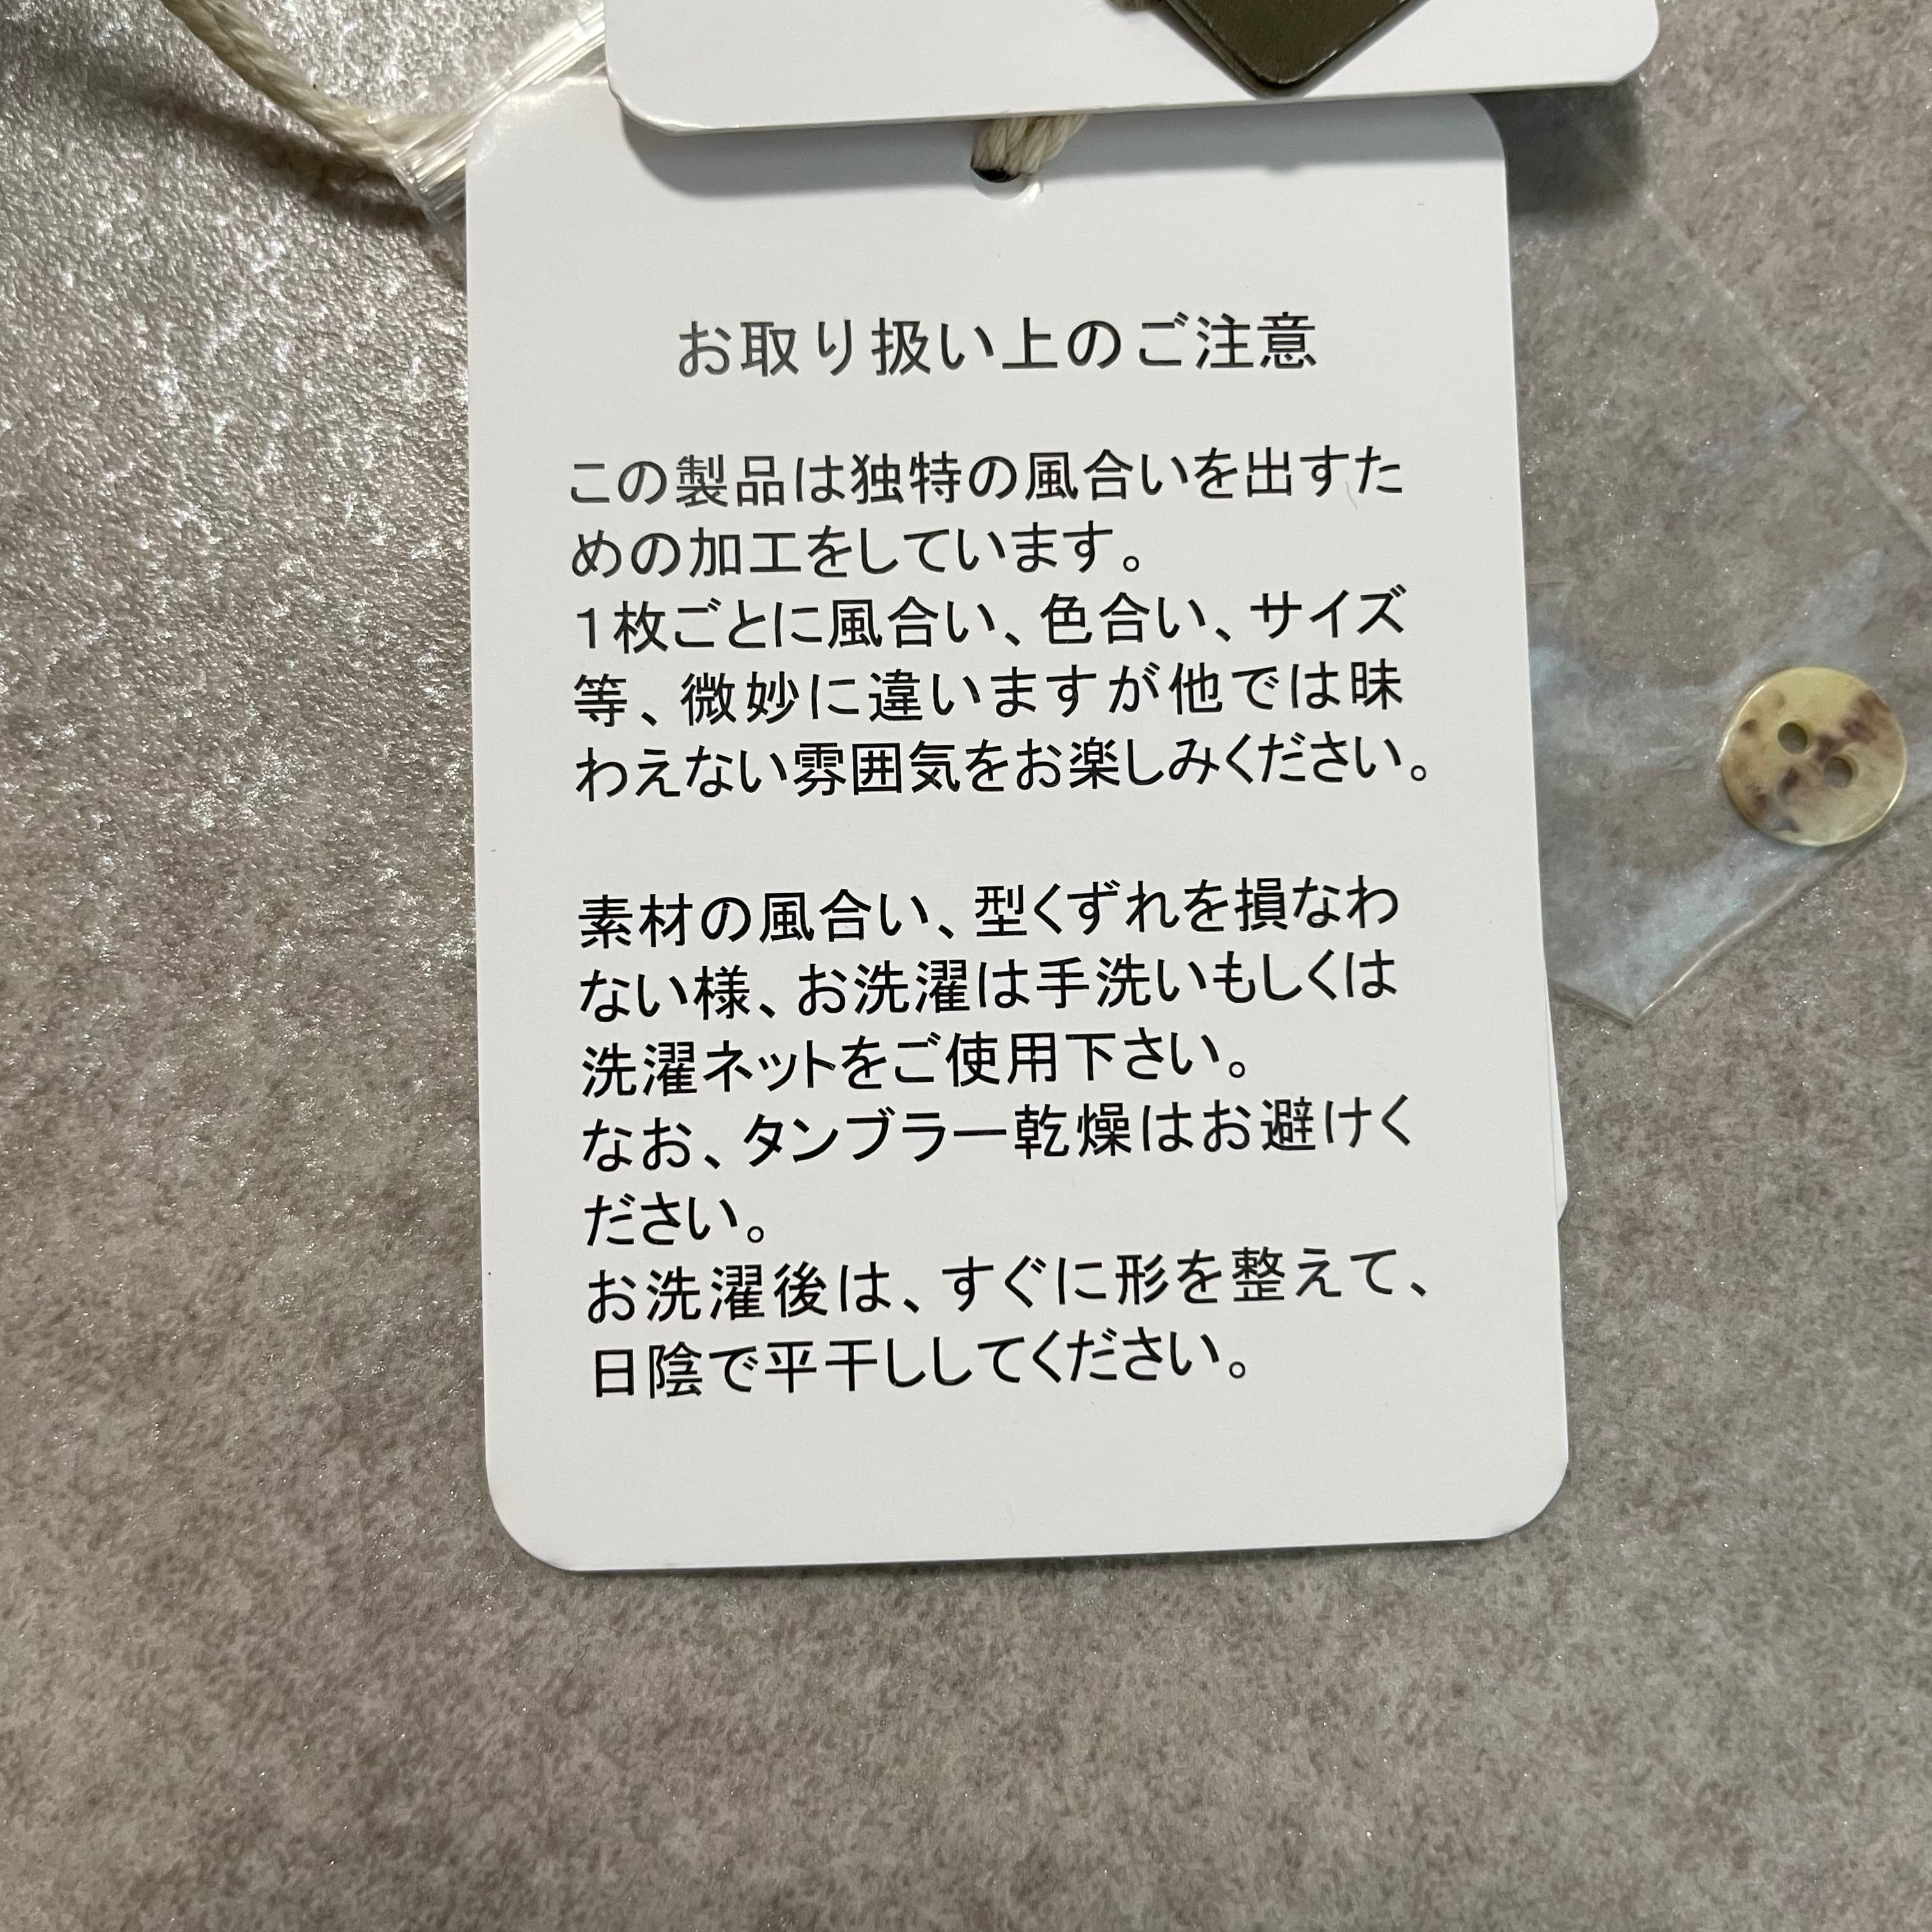 お取り扱い上のご注意
この製品は独特の風合いを出すた
めの加工をしています。
1枚ごとに風合い、色合い、サイズ
等、微妙に違いますが他では味
わえない雰囲気をお楽しみください。
素材の風合い、型くずれを損なわ
ない様、お洗濯は手洗いもしくは
洗濯ネットをご使用下さい。
なお、タンブラー乾燥はお避けく
ださい。
お洗濯後は、すぐに形を整えて、
日陰で平干ししてください。